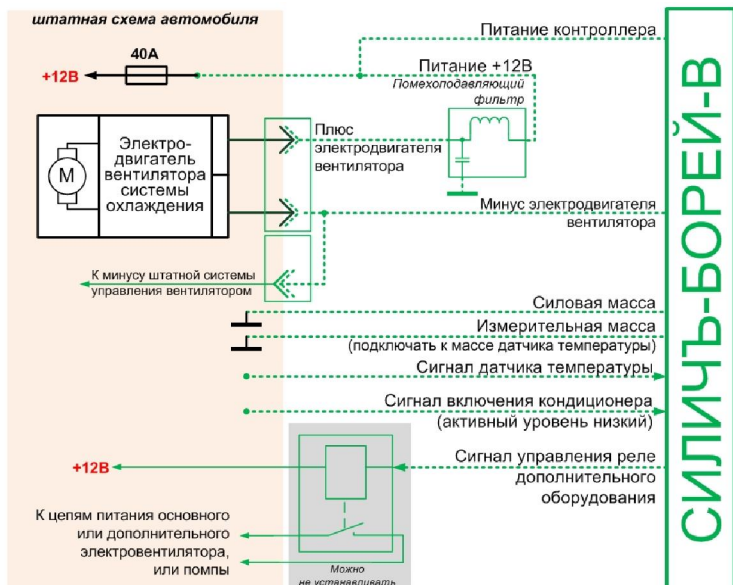 штатная схема автомобиля
40А
+12В
Питание контроллера
Питание +12В
Помехоподавляющий
фильтр
М
Электро-
двигатель
вентилятора
системы
охлаждения
Плюс
электродвигателя
вентилятора
Минус электродвигателя
вентилятора
К минусу штатной системы
управления вентилятором
Силовая масса
Измерительная масса
(подключать к массе датчика температуры)
Сигнал датчика температуры
Сигнал включения кондиционера
(активный уровень низкий)
+12В
Сигнал управления реле
дополнительного
оборудования
К цепям питания основного
или дополнительного
электровентилятора,
или помпы
Можно
не устанавливать
СИЛИЧЪ-БОРЕЙ-В